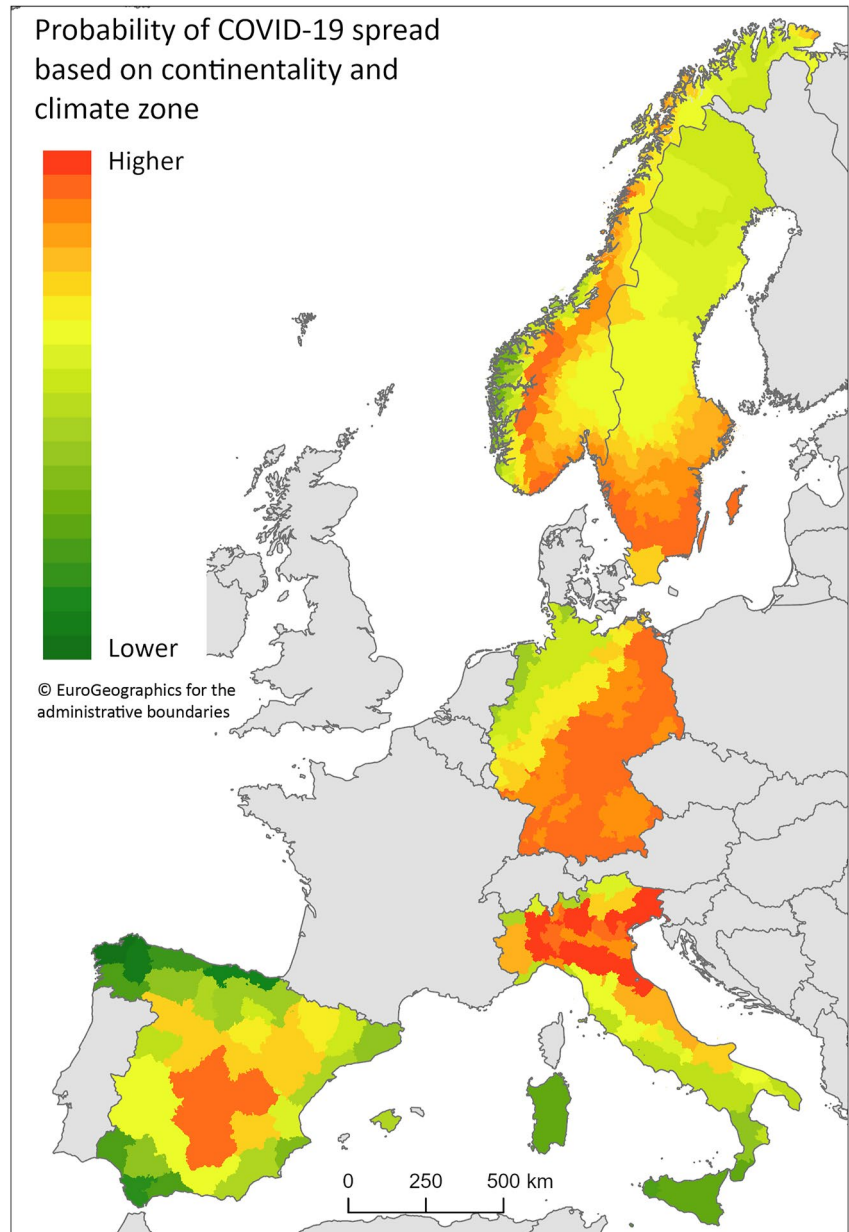 Probability of COVID-19 spread
based on continentality and
climate zone
Higher
Lower
© EuroGeographics for the
administrative boundaries
0 250 500 km